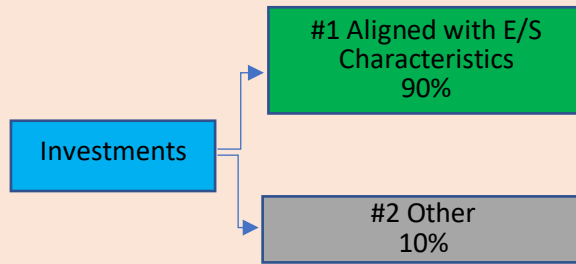 #1 Aligned with E/S
Characteristics
90%
Investments
#2 Other
10%